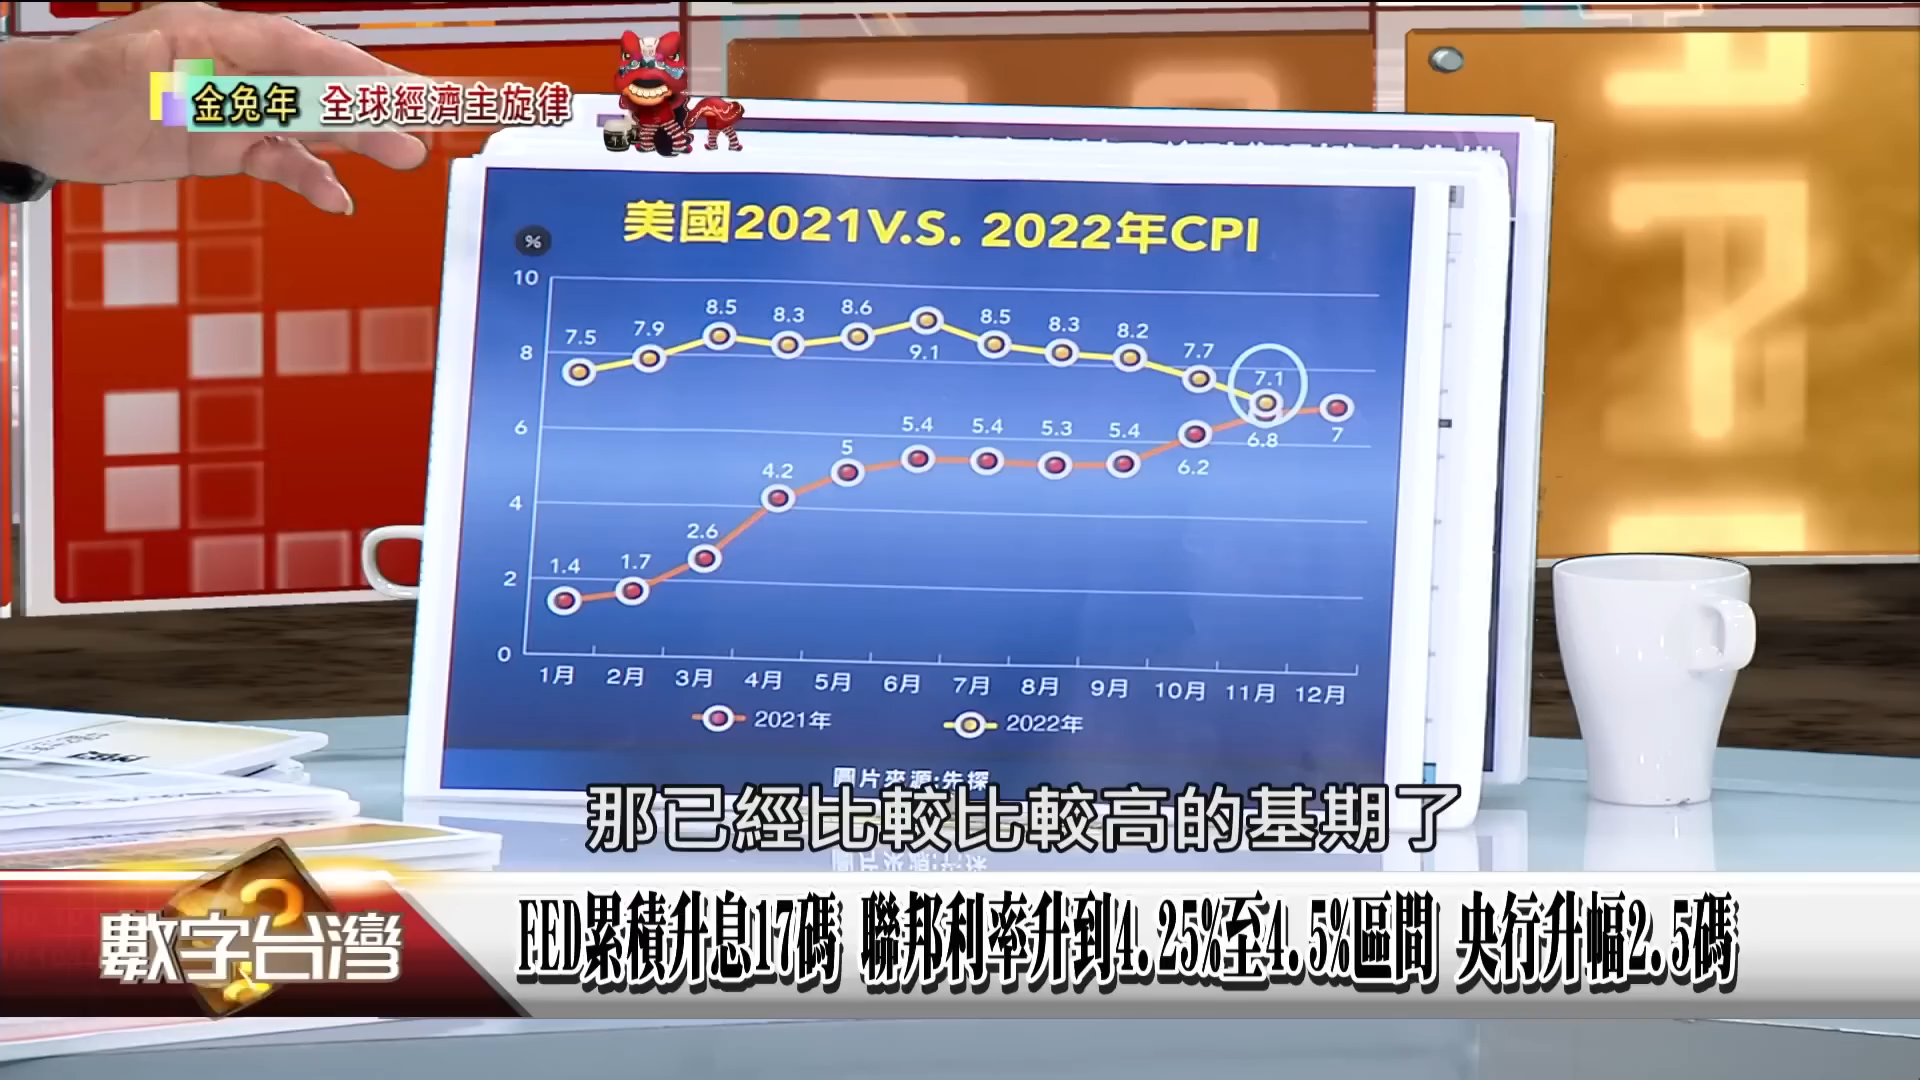 金兔年 全球經濟主旋律
美國2021V.S. 2022年CPI
%
10
8
6
4
2
0
7.5 7.9 8.5 8.3 8.6 9.1 8.5 8.3 8.2 7.7 7.1
1.4 1.7 2.6 4.2 5 5.4 5.4 5.3 5.4 6.2 6.8 7
1月 2月 3月 4月 5月 6月 7月 8月 9月 10月 11月 12月
2021年 2022年
圖片來源:先探
那已經比較比較高的基期了
數字台灣
FED累積升息17碼 聯邦利率升到4.25%至4.5%區間 央行升幅2.5碼